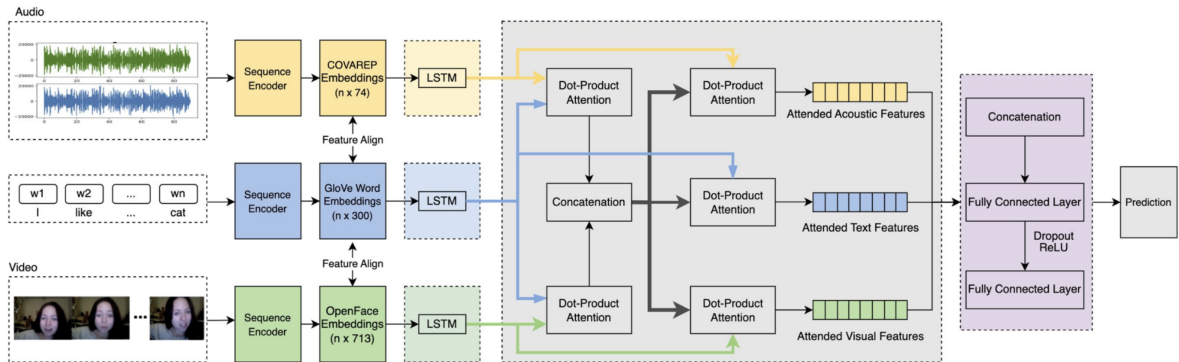 Audio
20000
0
−20000
0
20
40
60
80
20000
0
−20000
0
20
40
60
80
Sequence
Encoder
COVAREP
Embeddings
(n x 74)
LSTM
Feature Align
w1
w2
...
wn
I
like
...
cat
Sequence
Encoder
GloVe Word
Embeddings
(n x 300)
LSTM
Feature Align
Video
Sequence
Encoder
OpenFace
Embeddings
(n x 713)
LSTM
Dot-Product
Attention
Concatenation
Dot-Product
Attention
Dot-Product
Attention
Attended Acoustic Features
Dot-Product
Attention
Attended Text Features
Dot-Product
Attention
Attended Visual Features
Concatenation
Fully Connected Layer
Dropout
ReLU
Fully Connected Layer
Prediction